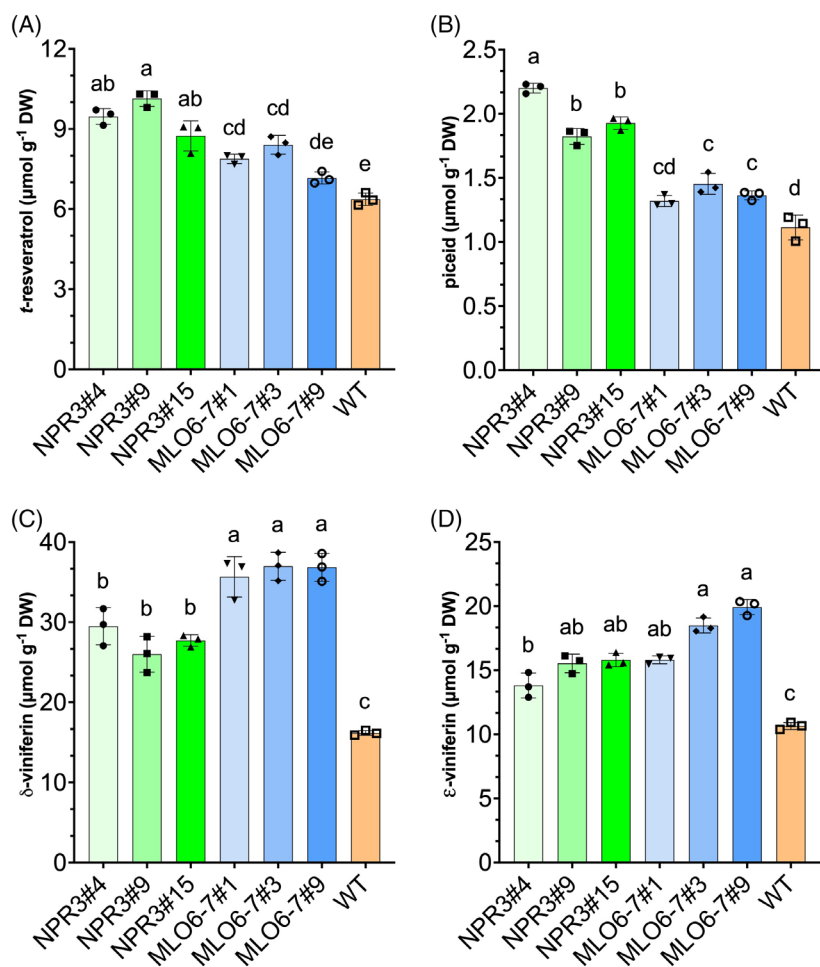 (A)
t-resveratrol (µmol g⁻¹ DW)
12
9
6
3
0
ab
a
ab
cd
cd
de
e
NPR3#4
NPR3#9
NPR3#15
MLO6-7#1
MLO6-7#3
MLO6-7#9
WT
(B)
piceid (µmol g⁻¹ DW)
2.5
2.0
1.5
1.0
0.5
0.0
a
b
b
cd
c
c
d
NPR3#4
NPR3#9
NPR3#15
MLO6-7#1
MLO6-7#3
MLO6-7#9
WT
(C)
δ-viniferin (µmol g⁻¹ DW)
40
30
20
10
0
b
b
b
a
a
a
c
NPR3#4
NPR3#9
NPR3#15
MLO6-7#1
MLO6-7#3
MLO6-7#9
WT
(D)
ε-viniferin (µmol g⁻¹ DW)
25
20
15
10
5
0
b
ab
ab
ab
a
a
c
NPR3#4
NPR3#9
NPR3#15
MLO6-7#1
MLO6-7#3
MLO6-7#9
WT